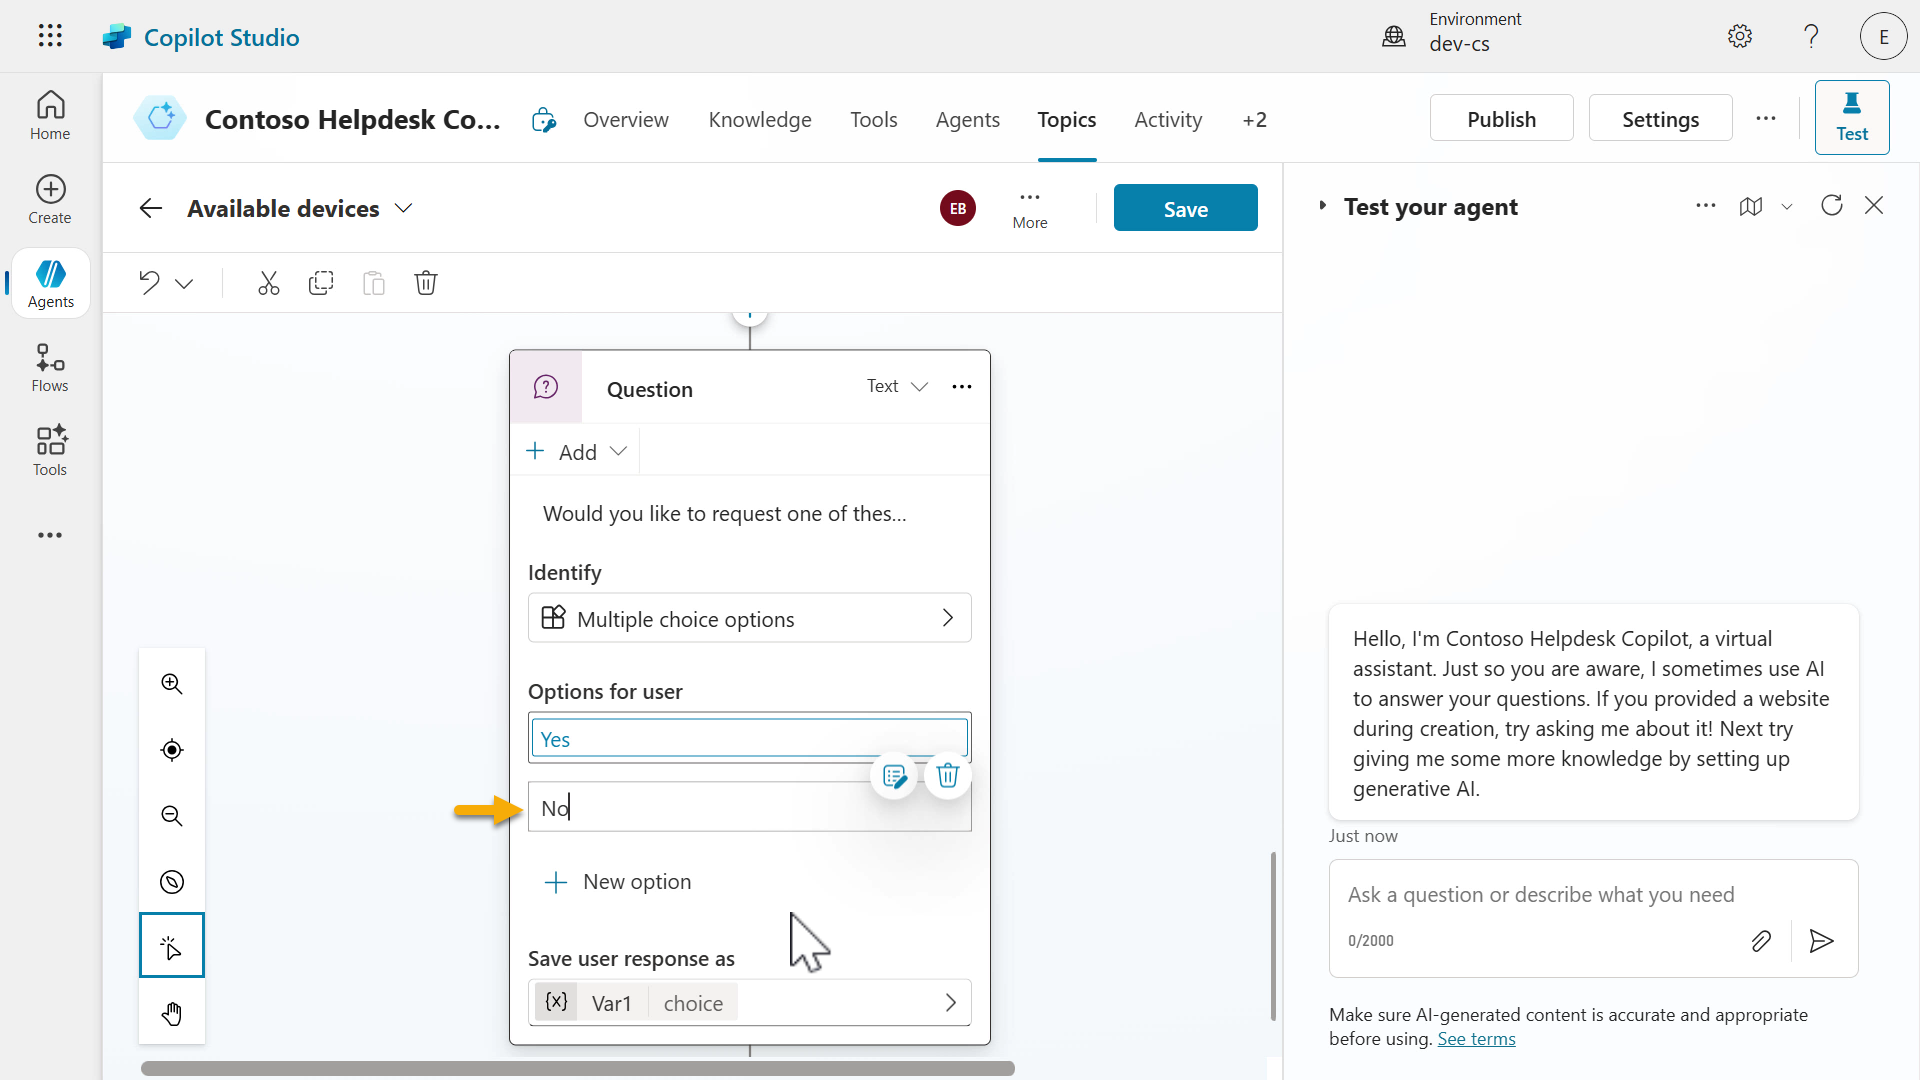 Copilot Studio
Environment
dev-cs
E
Home
Create
Agents
Flows
Tools
Contoso Helpdesk Co...
Overview
Knowledge
Tools
Agents
Topics
Activity
+2
Publish
Settings
Test
Available devices
EB
More
Save
Question
Text
Add
Would you like to request one of thes...
Identify
Multiple choice options
Options for user
Yes
No
New option
Save user response as
{x} Var1 choice
Test your agent
Hello, I'm Contoso Helpdesk Copilot, a virtual
assistant. Just so you are aware, I sometimes use AI
to answer your questions. If you provided a website
during creation, try asking me about it! Next try
giving me some more knowledge by setting up
generative AI.
Just now
Ask a question or describe what you need
0/2000
Make sure AI-generated content is accurate and appropriate
before using. See terms